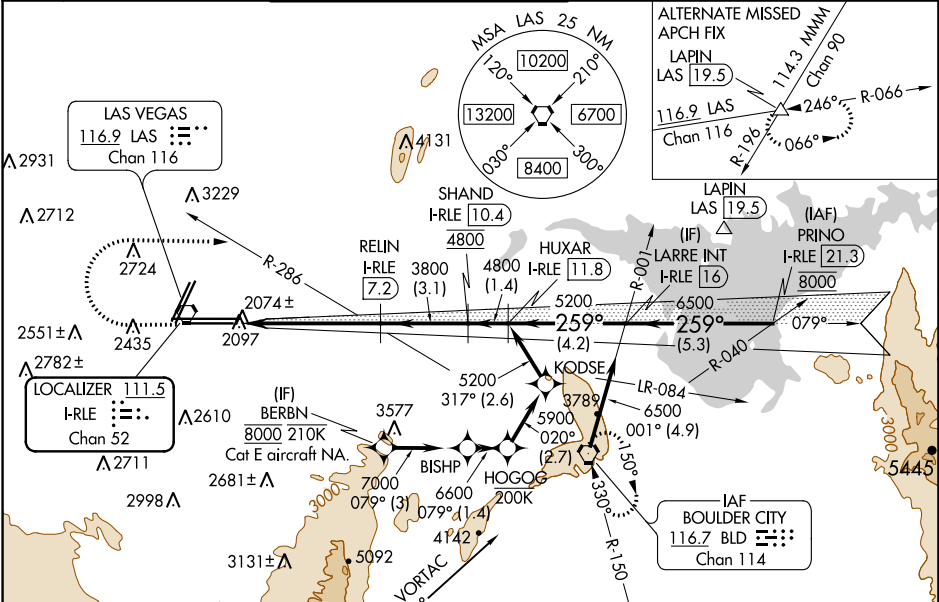 MSA LAS 25 NM
120°
10200
210°
13200
6700
030°
8400
300°
ALTERNATE MISSED
APCH FIX
LAPIN
LAS 19.5
114.3 MMM
Chan 90
116.9 LAS
Chan 116
246°
R-066
066°
R-196
LAS VEGAS
116.9 LAS
Chan 116
2931
4131
3229
2712
2724
R-286
RELIN
I-RLE
7.2
SHAND
I-RLE 10.4
4800
3800
(3.1)
4800
(1.4)
HUXAR
I-RLE 11.8
LAPIN
LAS 19.5
(IF)
LARRE INT
I-RLE 16
(IAF)
PRINO
I-RLE 21.3
8000
R-001
5200
6500
259°
259°
079°
(4.2)
(5.3)
R-040
2074±
2097
2551±
2435
2782±
LOCALIZER 111.5
I-RLE
Chan 52
2610
2711
2681±
2998
3131±
5092
3000
(IF)
BERBN
8000 210K
Cat E aircraft NA.
3577
5200
317° (2.6)
KODSE
3789
LR-084
5900
020°
(2.7)
6500
001° (4.9)
7000
079° (3)
BISHP
6600
079° (1.4)
HOGOG
200K
4142
150°
330°
R-150
VORTAC
IAF
BOULDER CITY
116.7 BLD
Chan 114
3000
5445